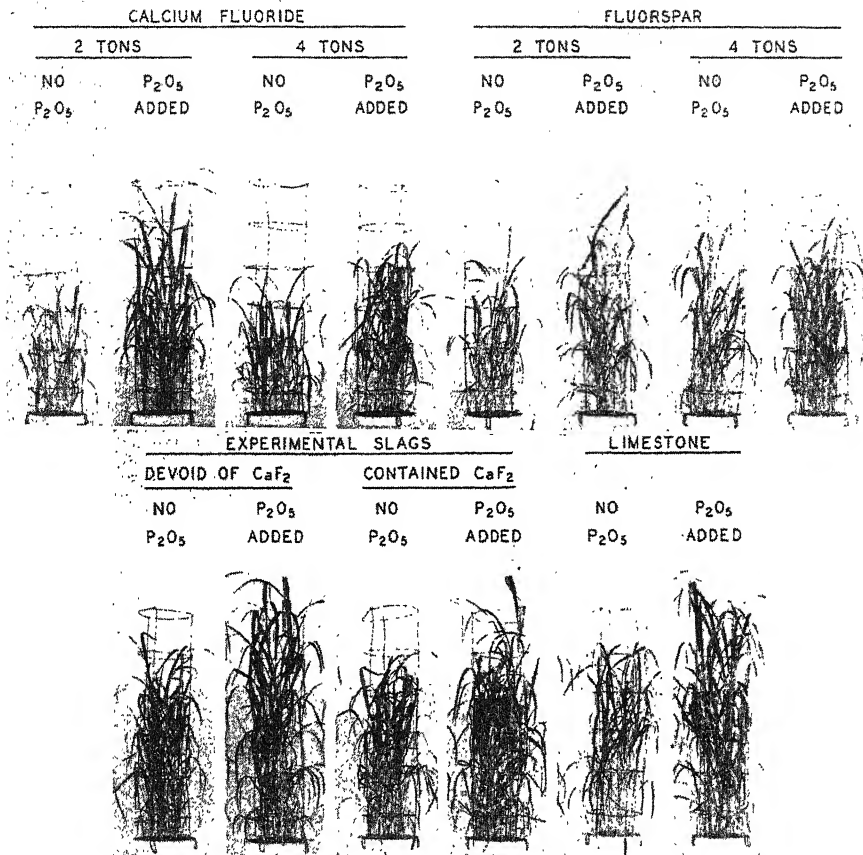 CALCIUM FLUORIDE FLUORSPAR
2 TONS 4 TONS 2 TONS 4 TONS
NO P₂O₅ NO P₂O₅ NO P₂O₅ NO P₂O₅
P₂O₅ ADDED P₂O₅ ADDED P₂O₅ ADDED P₂O₅ ADDED
EXPERIMENTAL SLAGS LIMESTONE
DEVOID OF CaF₂ CONTAINED CaF₂
NO P₂O₅ NO P₂O₅ NO P₂O₅
P₂O₅ ADDED P₂O₅ ADDED P₂O₅ ADDED